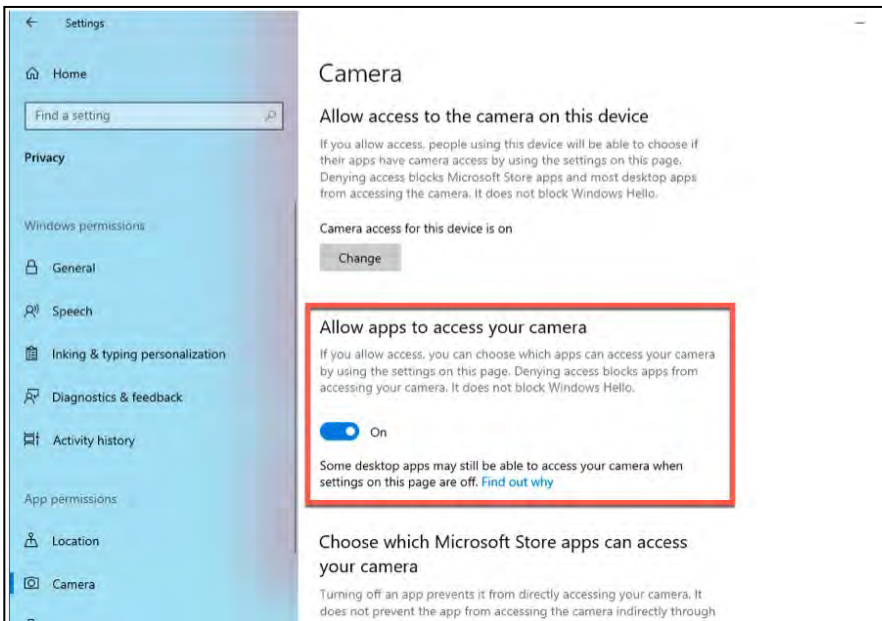 Settings
Home
Find a setting
Privacy
Windows permissions
General
Speech
Inking & typing personalization
Diagnostics & feedback
Activity history
App permissions
Location
Camera
Camera
Allow access to the camera on this device
If you allow access, people using this device will be able to choose if
their apps have camera access by using the settings on this page.
Denying access blocks Microsoft Store apps and most desktop apps
from accessing the camera. It does not block Windows Hello.
Camera access for this device is on
Change
Allow apps to access your camera
If you allow access, you can choose which apps can access your camera
by using the settings on this page. Denying access blocks apps from
accessing your camera. It does not block Windows Hello.
On
Some desktop apps may still be able to access your camera when
settings on this page are off. Find out why
Choose which Microsoft Store apps can access
your camera
Turning off an app prevents it from directly accessing your camera. It
does not prevent the app from accessing the camera indirectly through